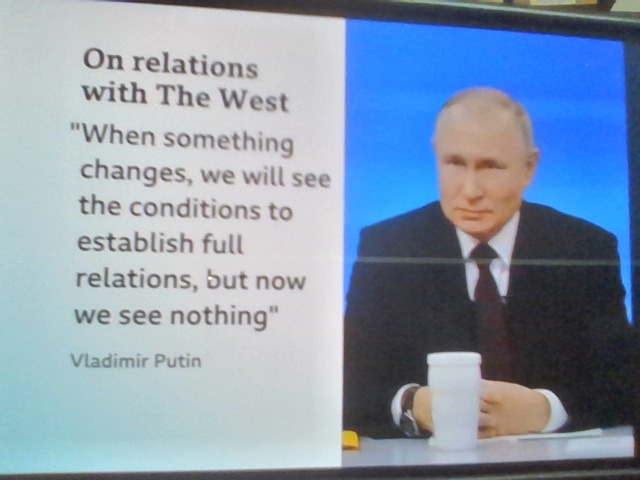 On relations
with The West
"When something
changes, we will see
the conditions to
establish full
relations, but now
we see nothing"
Vladimir Putin